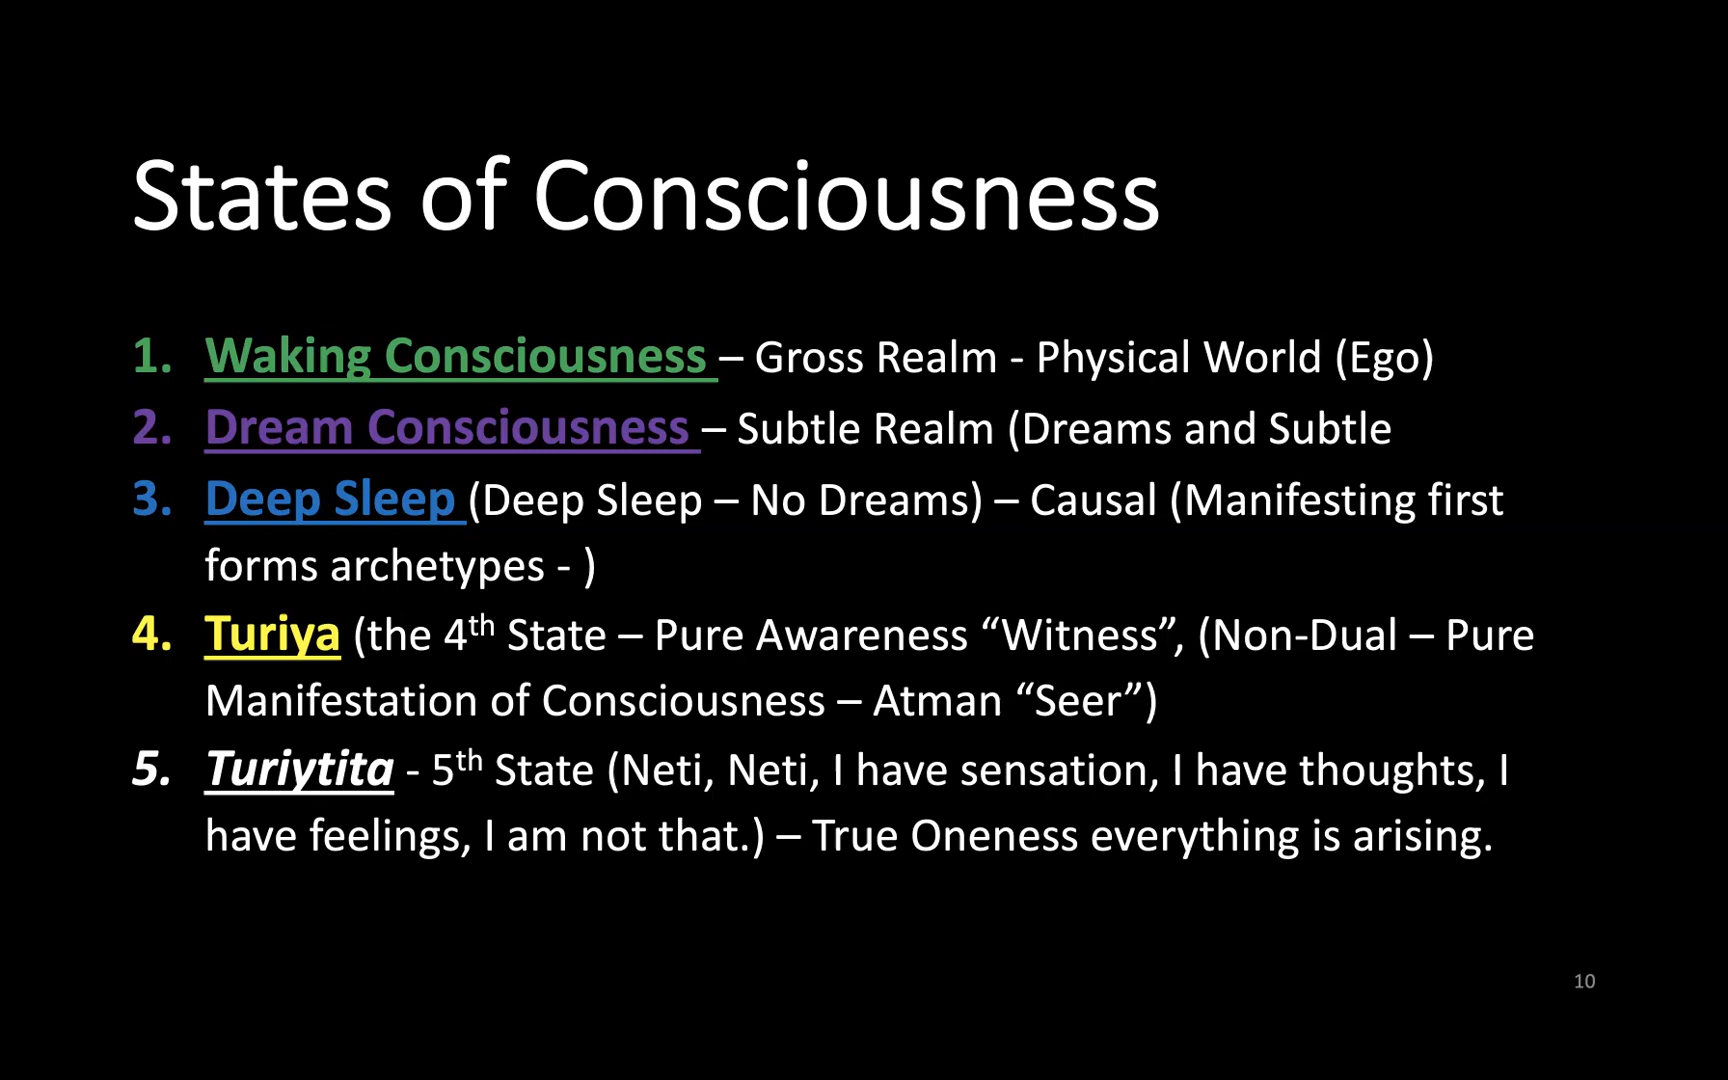 States of Consciousness
1. Waking Consciousness – Gross Realm - Physical World (Ego)
2. Dream Consciousness – Subtle Realm (Dreams and Subtle
3. Deep Sleep (Deep Sleep – No Dreams) – Causal (Manifesting first
forms archetypes - )
4. Turiya (the 4th State – Pure Awareness “Witness”, (Non-Dual – Pure
Manifestation of Consciousness – Atman “Seer”)
5. Turiytita - 5th State (Neti, Neti, I have sensation, I have thoughts, I
have feelings, I am not that.) – True Oneness everything is arising.
10